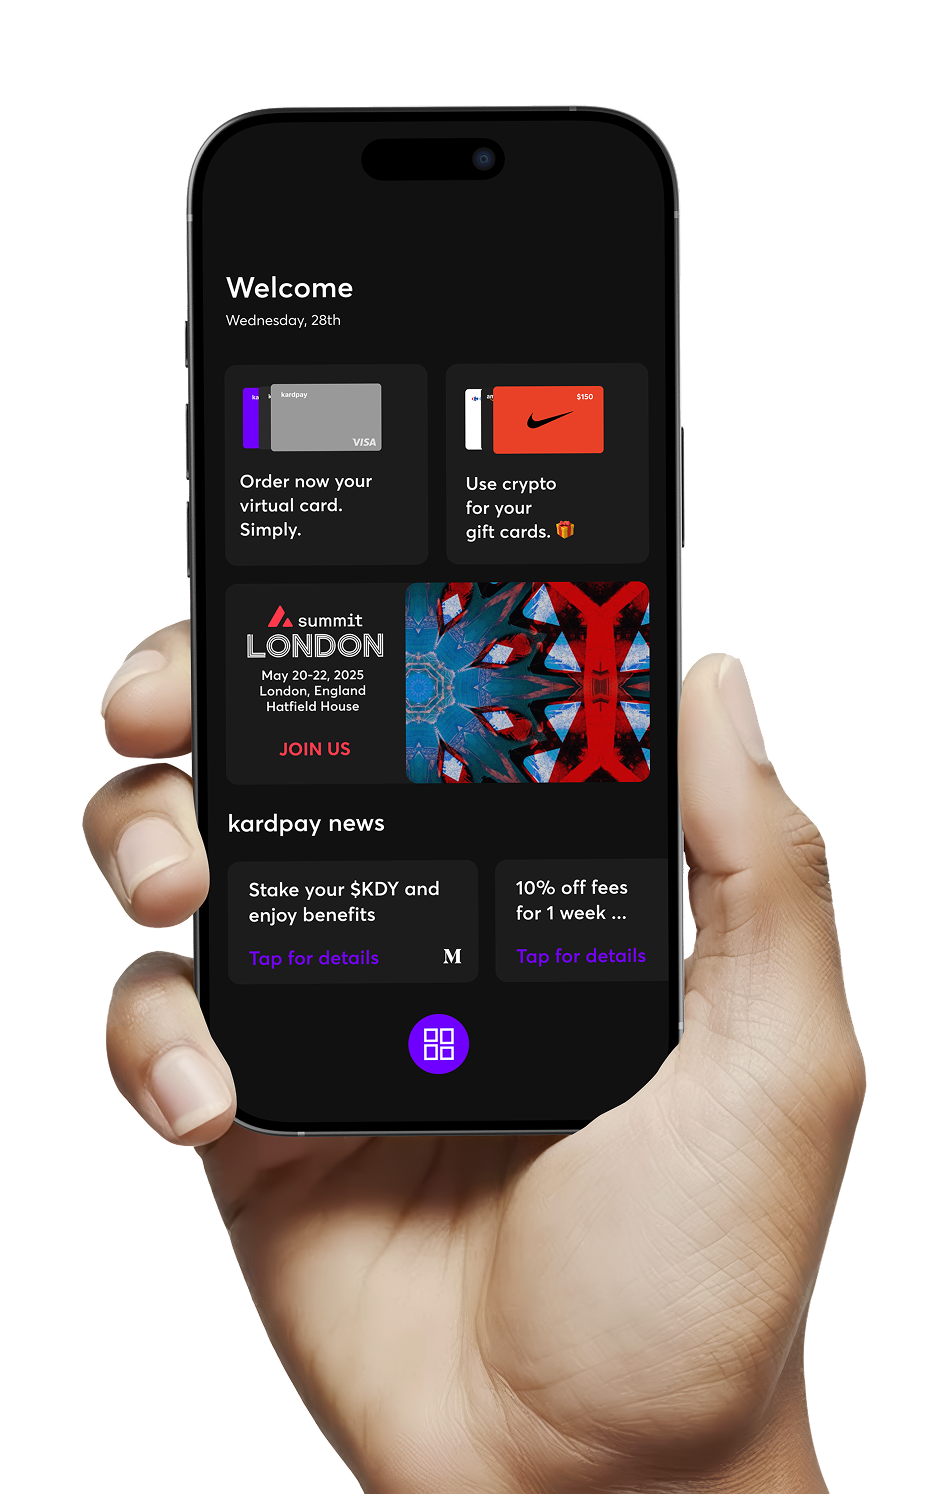 Welcome
Wednesday, 28th
ka
kardpay
VISA
Order now your
virtual card.
Simply.
$150
Use crypto
for your
gift cards. 🎁
summit
LONDON
May 20-22, 2025
London, England
Hatfield House
JOIN US
kardpay news
Stake your $KDY and
enjoy benefits
Tap for details
M
10% off fees
for 1 week ...
Tap for details